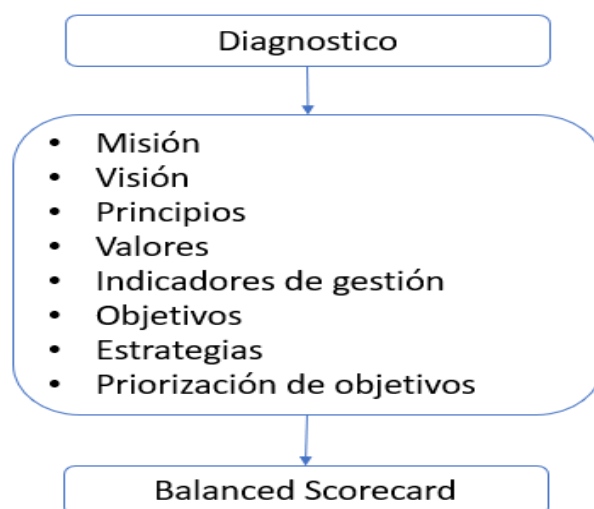 Diagnostico
• Misión
• Visión
• Principios
• Valores
• Indicadores de gestión
• Objetivos
• Estrategias
• Priorización de objetivos
Balanced Scorecard